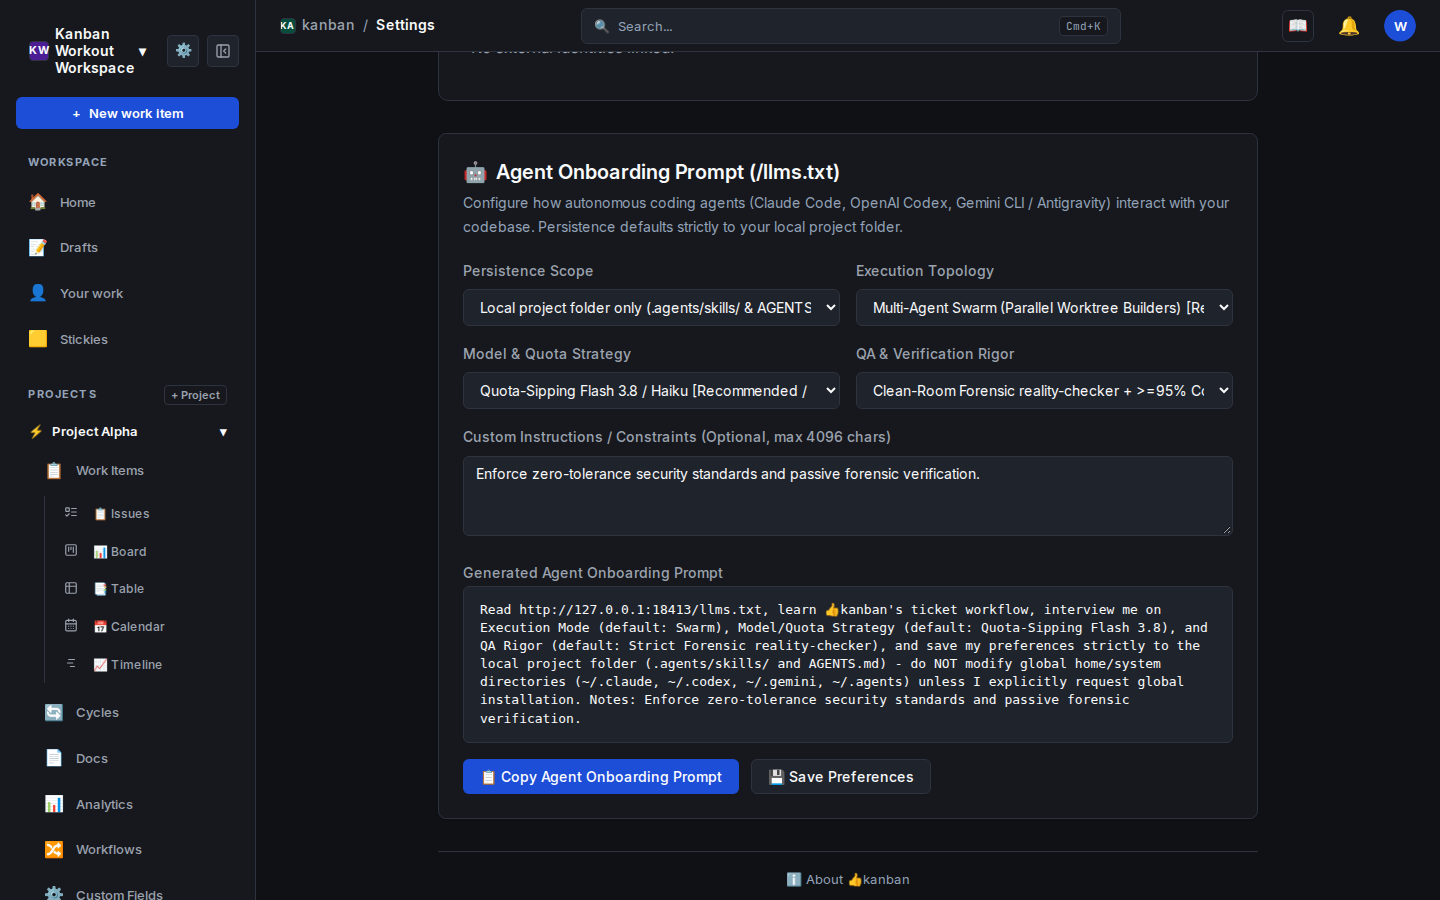 KW
Kanban
Workout
Workspace
+ New work item
WORKSPACE
Home
Drafts
Your work
Stickies
PROJECTS
+ Project
Project Alpha
Work Items
Issues
Board
Table
Calendar
Timeline
Cycles
Docs
Analytics
Workflows
Custom Fields
KA kanban / Settings
Search...
Cmd+K
W
No external identities linked.
Agent Onboarding Prompt (/llms.txt)
Configure how autonomous coding agents (Claude Code, OpenAI Codex, Gemini CLI / Antigravity) interact with your
codebase. Persistence defaults strictly to your local project folder.
Persistence Scope
Execution Topology
Local project folder only (.agents/skills/ & AGENTS
Multi-Agent Swarm (Parallel Worktree Builders) [Re
Model & Quota Strategy
QA & Verification Rigor
Quota-Sipping Flash 3.8 / Haiku [Recommended /
Clean-Room Forensic reality-checker + >=95% Co
Custom Instructions / Constraints (Optional, max 4096 chars)
Enforce zero-tolerance security standards and passive forensic verification.
Generated Agent Onboarding Prompt
Read http://127.0.0.1:18413/llms.txt, learn 👍kanban's ticket workflow, interview me on
Execution Mode (default: Swarm), Model/Quota Strategy (default: Quota-Sipping Flash 3.8), and
QA Rigor (default: Strict Forensic reality-checker), and save my preferences strictly to the
local project folder (.agents/skills/ and AGENTS.md) - do NOT modify global home/system
directories (~/.claude, ~/.codex, ~/.gemini, ~/.agents) unless I explicitly request global
installation. Notes: Enforce zero-tolerance security standards and passive forensic
verification.
Copy Agent Onboarding Prompt
Save Preferences
About 👍kanban